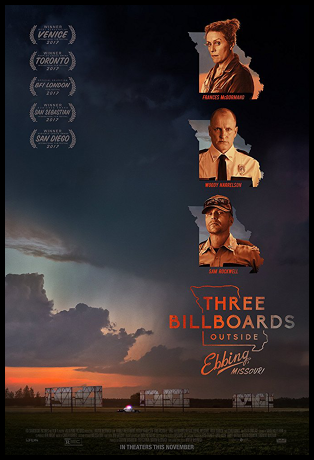 WINNER
VENICE
2017
WINNER
TORONTO
2017
BFI LONDON
2017
WINNER
SAN SEBASTIAN
2017
WINNER
SAN DIEGO
2017
FRANCES McDORMAND
WOODY HARRELSON
SAM ROCKWELL
THREE
BILLBOARDS
OUTSIDE
Ebbing,
MISSOURI
IN THEATERS THIS NOVEMBER